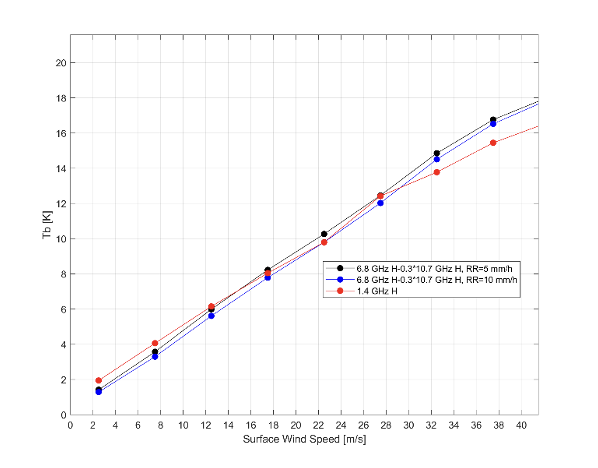 20
18
16
14
12
10
8
6
4
2
0
Tb [K]
6.8 GHz H-0.3*10.7 GHz H, RR=5 mm/h
6.8 GHz H-0.3*10.7 GHz H, RR=10 mm/h
1.4 GHz H
0 2 4 6 8 10 12 14 16 18 20 22 24 26 28 30 32 34 36 38 40
Surface Wind Speed [m/s]